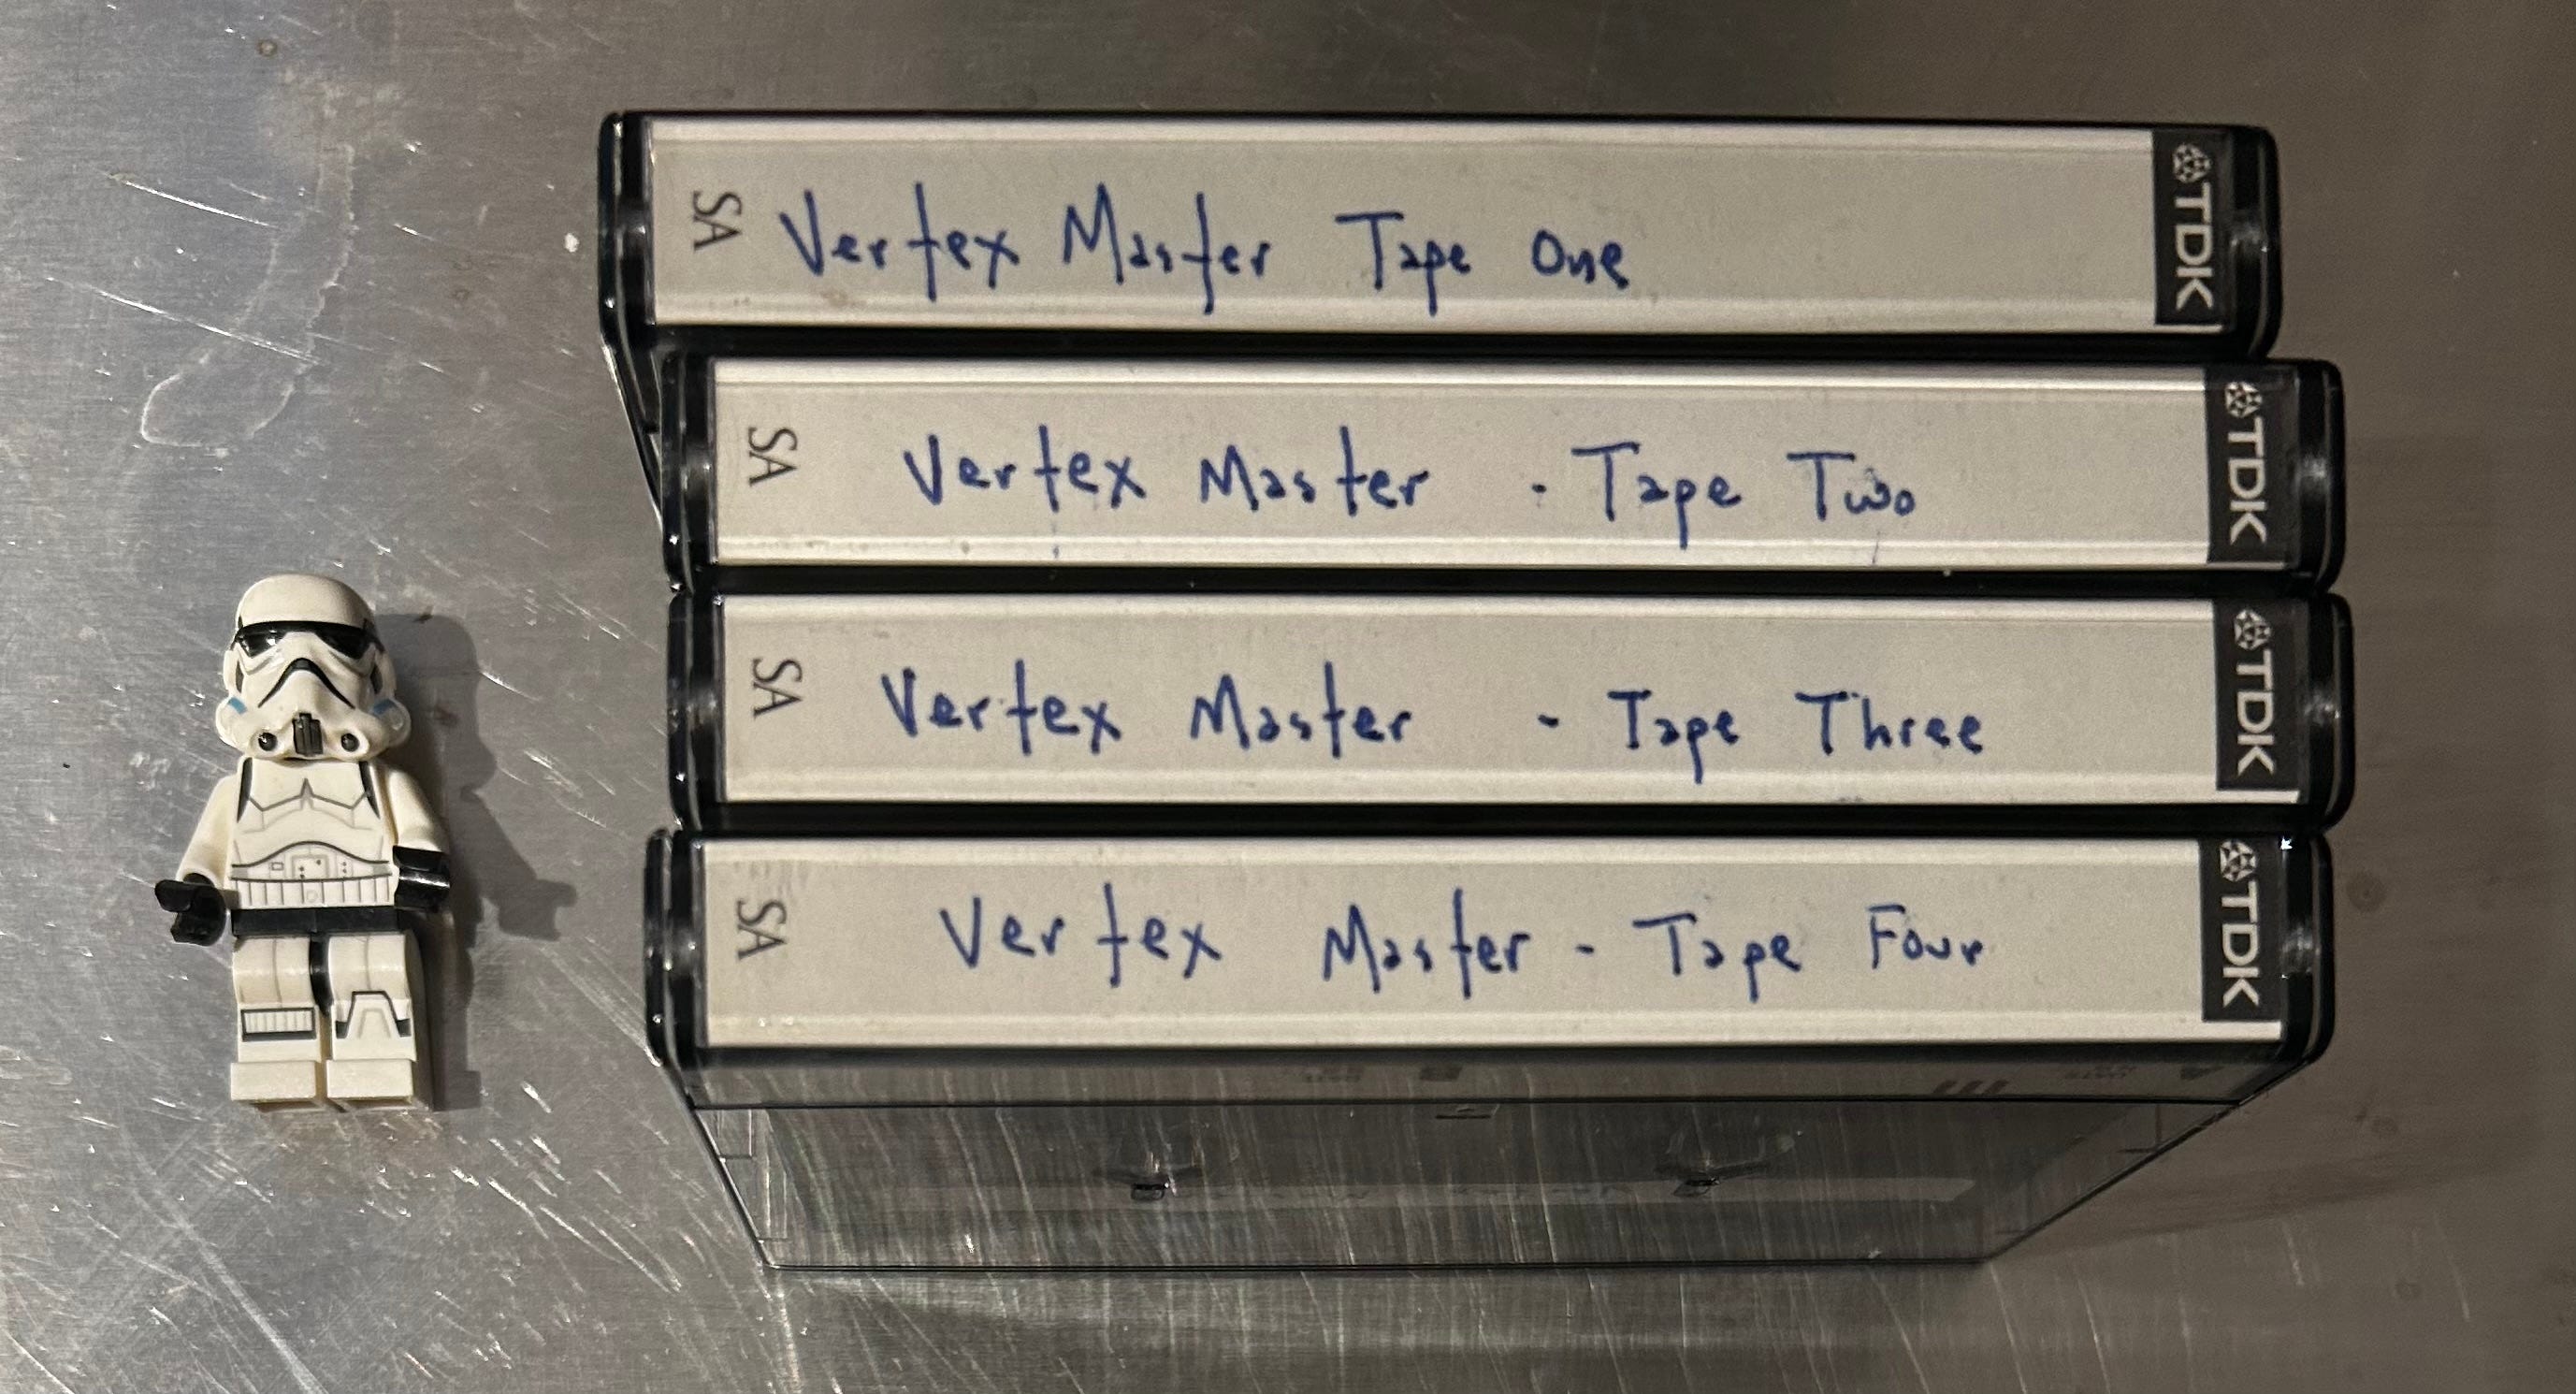 SA Vertex Master Tape One TDK
SA Vertex Master - Tape Two TDK
SA Vertex Master - Tape Three TDK
SA Vertex Master - Tape Four TDK